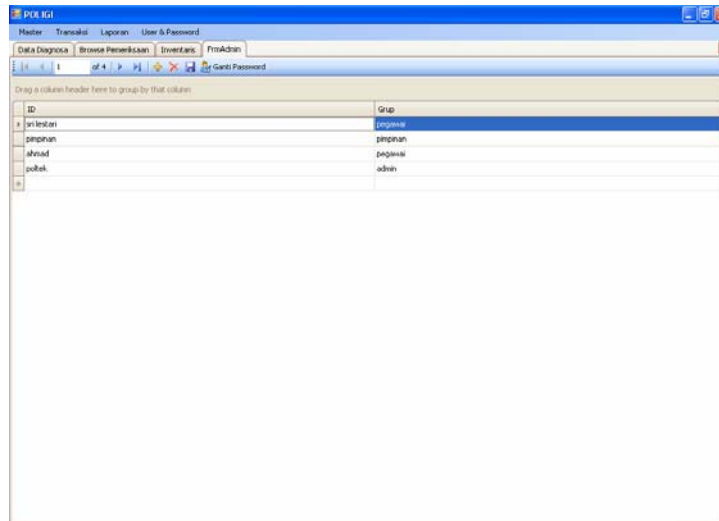 POLIGI
Master Transaksi Laporan User & Password
Data Diagnosa Browse Pemeriksaan Inventaris FrmAdmin
1 of 4 Ganti Password
Drag a column header here to group by that column
ID Grup
sri lestari pegawai
pimpinan pimpinan
ahmad pegawai
poltek admin